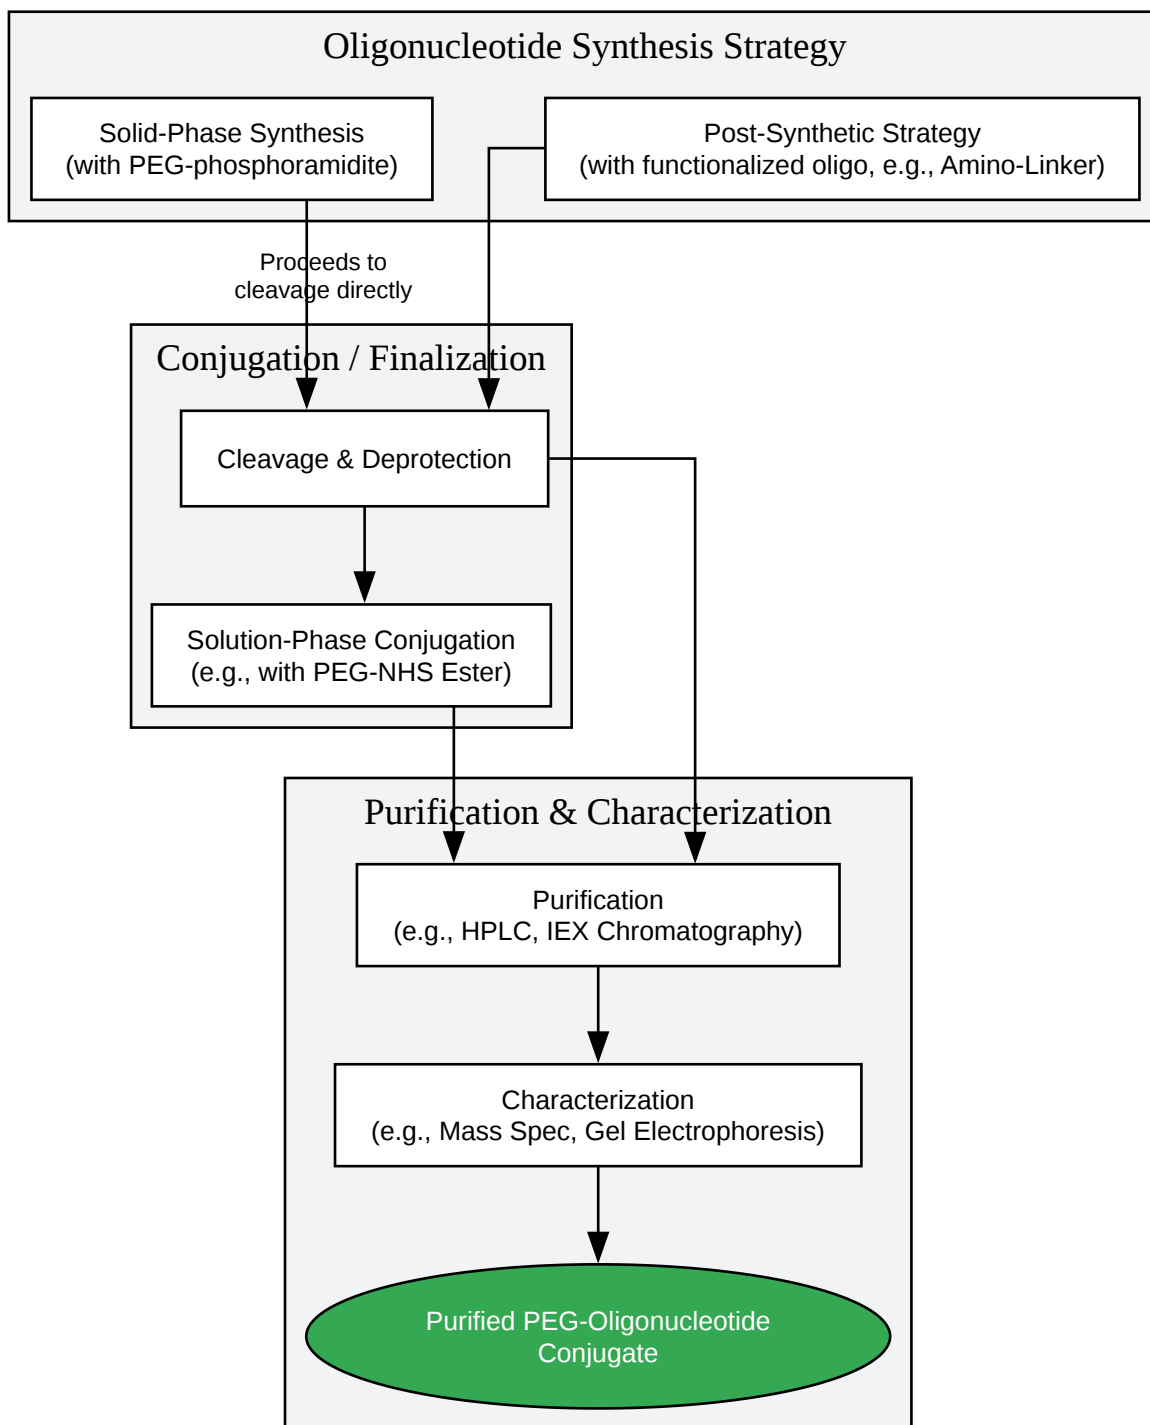 Oligonucleotide Synthesis Strategy
Solid-Phase Synthesis
(with PEG-phosphoramidite)
Post-Synthetic Strategy
(with functionalized oligo, e.g., Amino-Linker)
Proceeds to
cleavage directly
Conjugation / Finalization
Cleavage & Deprotection
Solution-Phase Conjugation
(e.g., with PEG-NHS Ester)
Purification & Characterization
Purification
(e.g., HPLC, IEX Chromatography)
Characterization
(e.g., Mass Spec, Gel Electrophoresis)
Purified PEG-Oligonucleotide
Conjugate